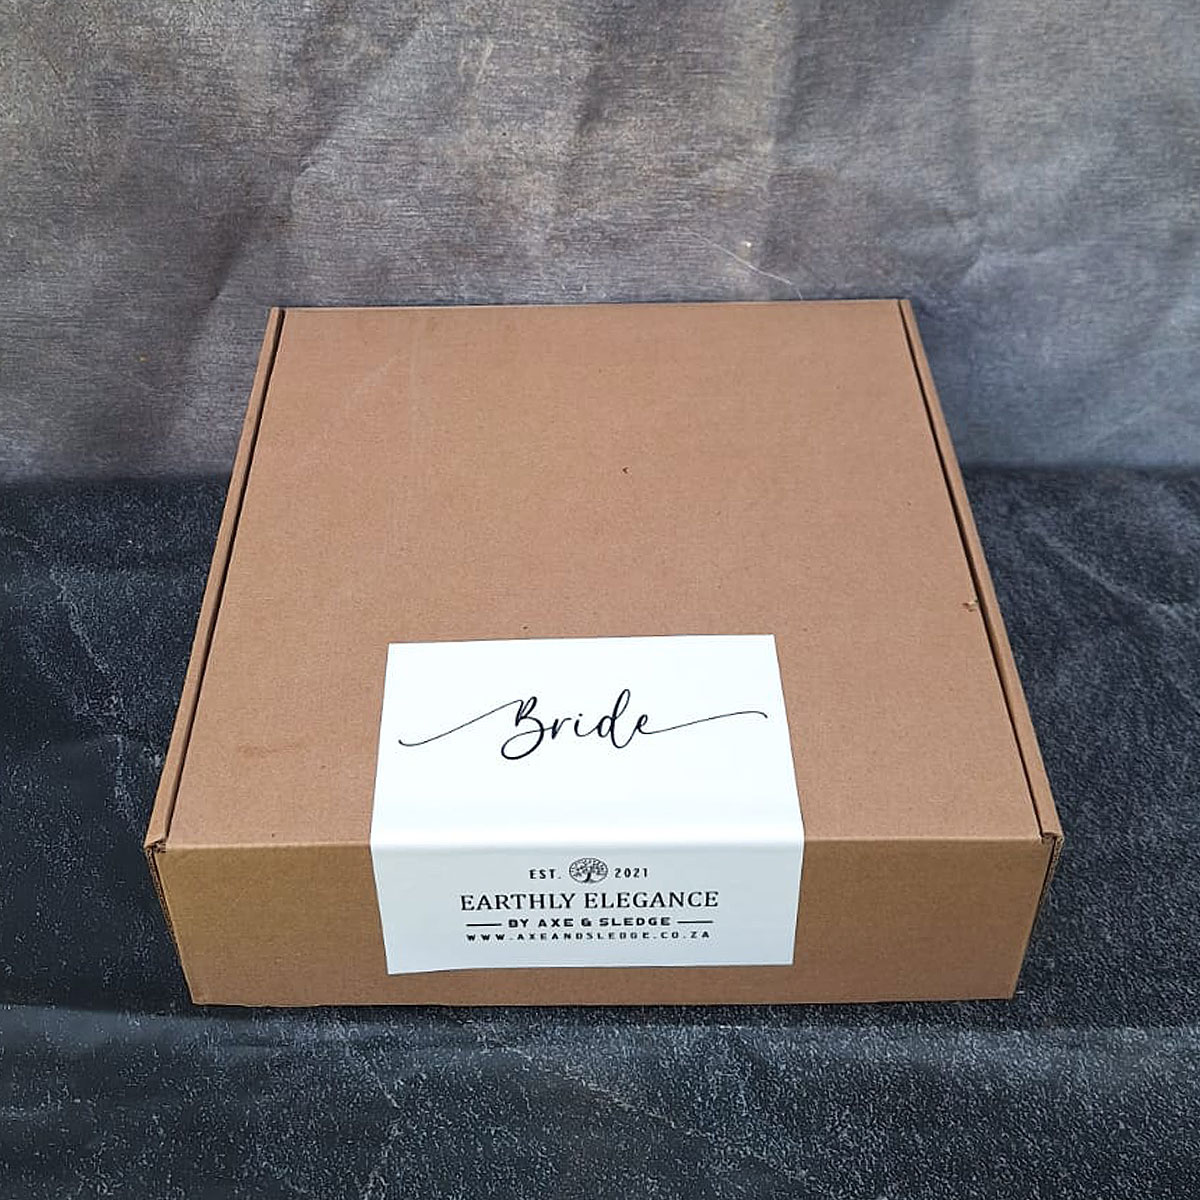 Bride
EST. 2021
EARTHLY ELEGANCE
BY AXE & SLEDGE
WWW.AXEANDSLEDGE.CO.ZA